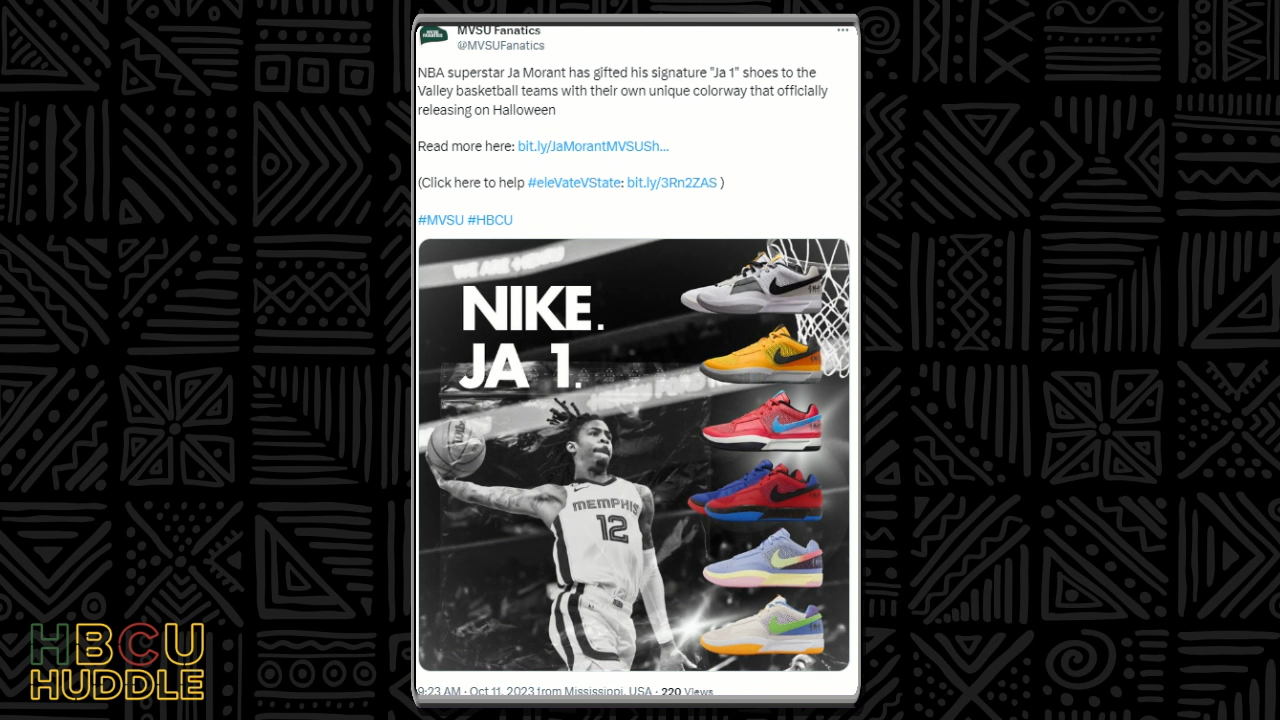 MVSU Fanatics
@MVSUFanatics
NBA superstar Ja Morant has gifted his signature "Ja 1" shoes to the
Valley basketball teams with their own unique colorway that officially
releasing on Halloween
Read more here: bit.ly/JaMorantMVSUSh...
(Click here to help #eleVateVState: bit.ly/3Rn2ZAS )
#MVSU #HBCU
NIKE.
JA 1.
MEMPHIS
12
9:23 AM · Oct 11, 2023 from Mississippi, USA · 220 Views
HBCU
HUDDLE